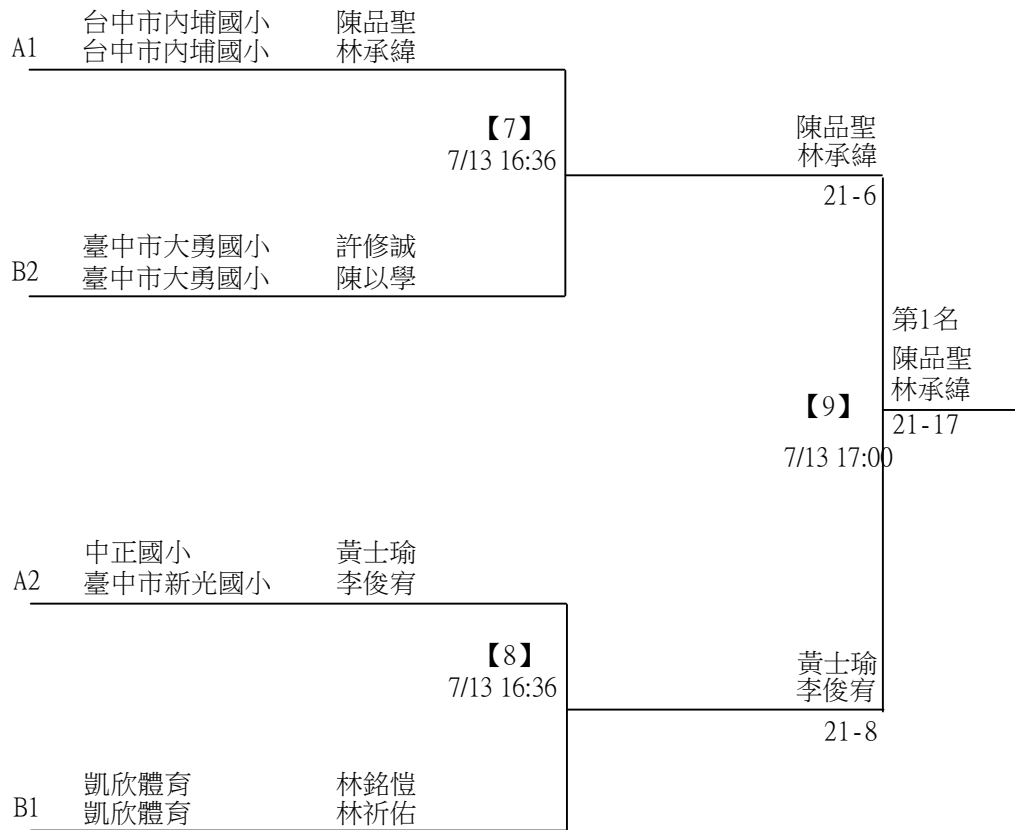 台中市內埔國小 陳品聖
A1 台中市內埔國小 林承緯
【7】
7/13 16:36
陳品聖
林承緯
21-6
臺中市大勇國小 許修誠
B2 臺中市大勇國小 陳以學
第1名
陳品聖
林承緯
【9】
21-17
7/13 17:00
中正國小 黃士瑜
A2 臺中市新光國小 李俊宥
【8】
7/13 16:36
黃士瑜
李俊宥
21-8
凱欣體育 林銘愷
B1 凱欣體育 林祈佑